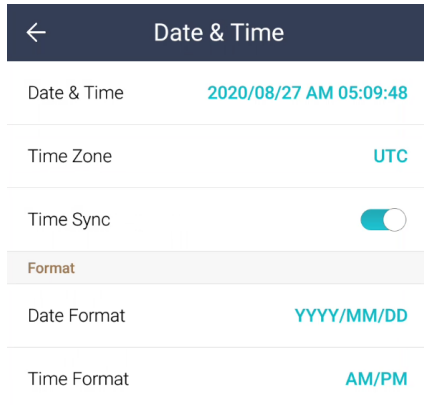 Date & Time
Date & Time 2020/08/27 AM 05:09:48
Time Zone UTC
Time Sync
Format
Date Format YYYY/MM/DD
Time Format AM/PM